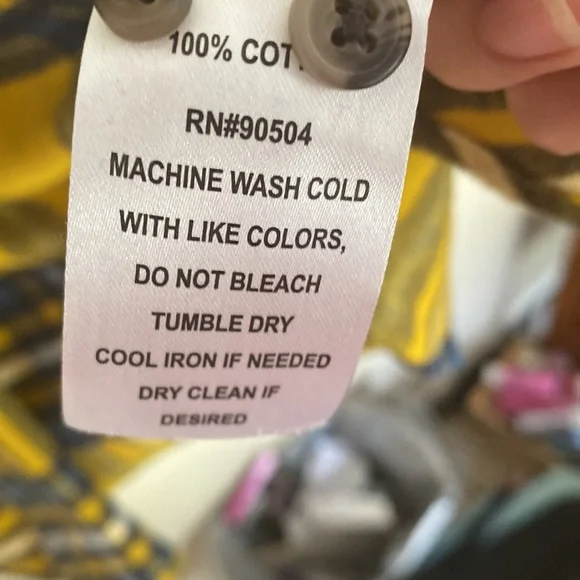 100% COT
RN#90504
MACHINE WASH COLD
WITH LIKE COLORS,
DO NOT BLEACH
TUMBLE DRY
COOL IRON IF NEEDED
DRY CLEAN IF
DESIRED